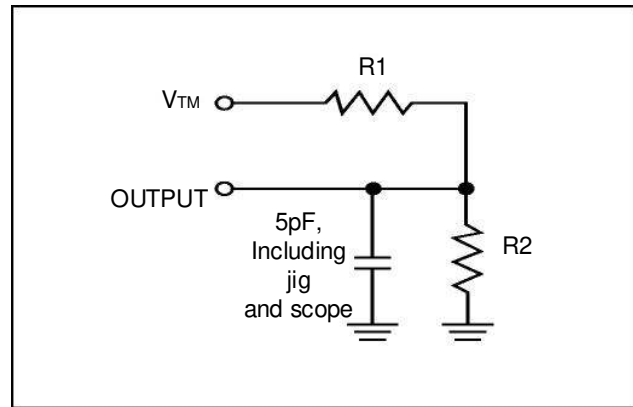 R1
VTM
OUTPUT
5pF,
Including
jig
and scope
R2